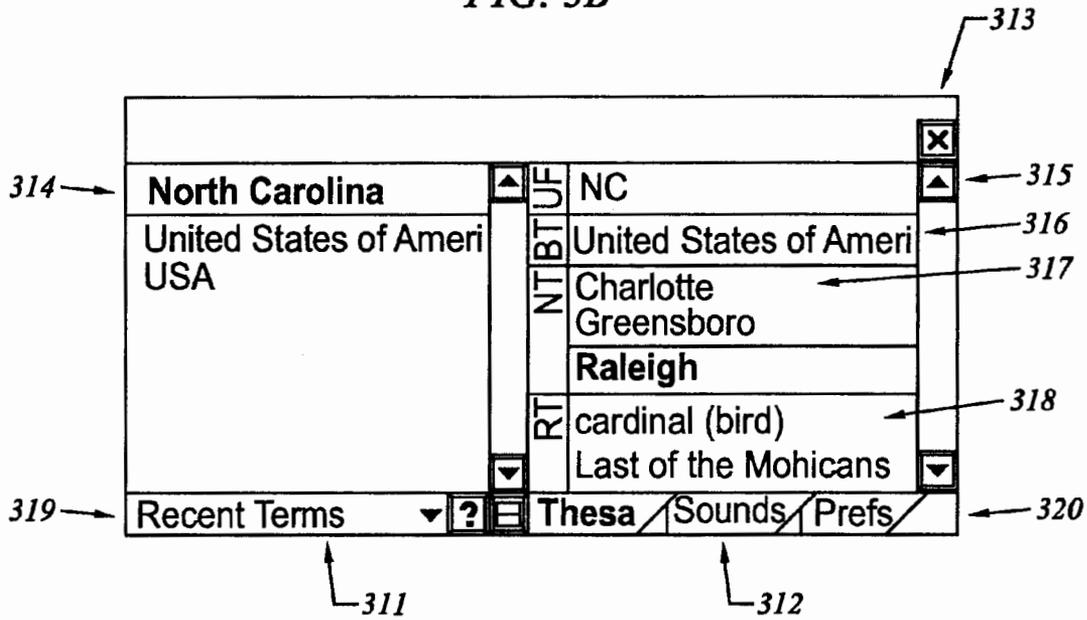 FIG. 3B
313
X
314
North Carolina
United States of Ameri
USA
UF
NC
315
BT
United States of Ameri
316
NT
Charlotte
Greensboro
317
Raleigh
RT
cardinal (bird)
Last of the Mohicans
318
319
Recent Terms
?
Thesa
Sounds
Prefs
320
311
312